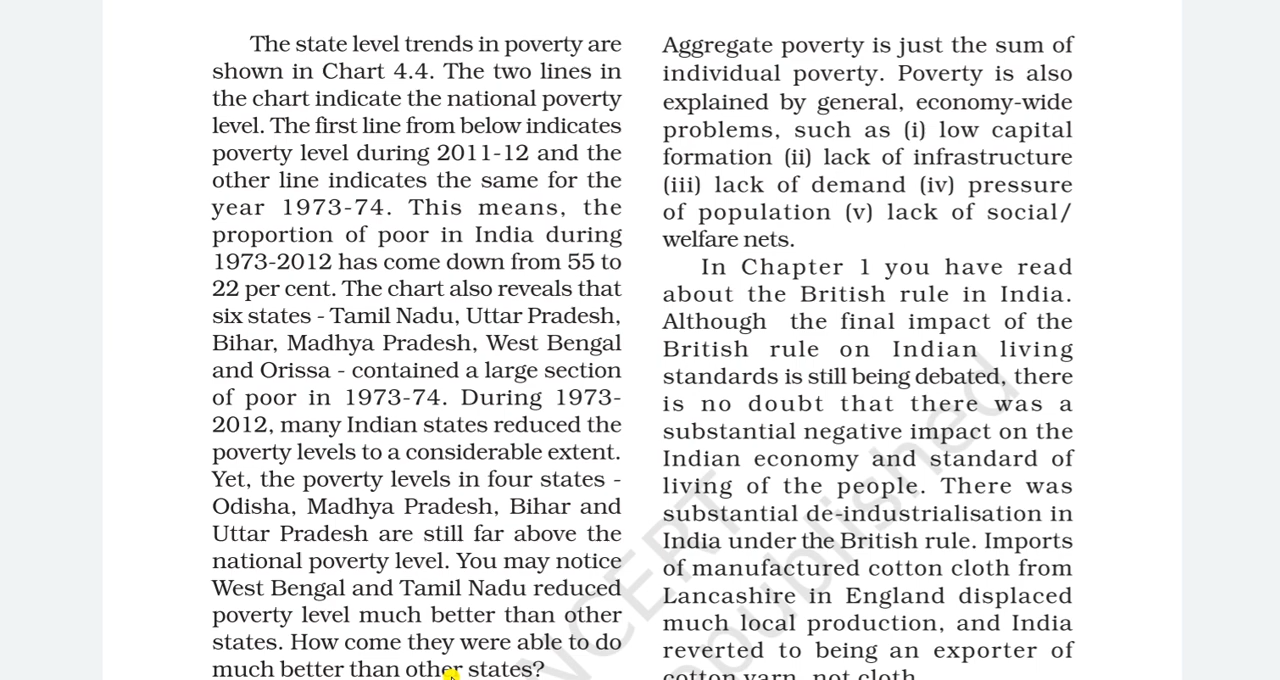 The state level trends in poverty are
shown in Chart 4.4. The two lines in
the chart indicate the national poverty
level. The first line from below indicates
poverty level during 2011-12 and the
other line indicates the same for the
year 1973-74. This means, the
proportion of poor in India during
1973-2012 has come down from 55 to
22 per cent. The chart also reveals that
six states - Tamil Nadu, Uttar Pradesh,
Bihar, Madhya Pradesh, West Bengal
and Orissa - contained a large section
of poor in 1973-74. During 1973-
2012, many Indian states reduced the
poverty levels to a considerable extent.
Yet, the poverty levels in four states -
Odisha, Madhya Pradesh, Bihar and
Uttar Pradesh are still far above the
national poverty level. You may notice
West Bengal and Tamil Nadu reduced
poverty level much better than other
states. How come they were able to do
much better than other states?
Aggregate poverty is just the sum of
individual poverty. Poverty is also
explained by general, economy-wide
problems, such as (i) low capital
formation (ii) lack of infrastructure
(iii) lack of demand (iv) pressure
of population (v) lack of social/
welfare nets.
In Chapter 1 you have read
about the British rule in India.
Although the final impact of the
British rule on Indian living
standards is still being debated, there
is no doubt that there was a
substantial negative impact on the
Indian economy and standard of
living of the people. There was
substantial de-industrialisation in
India under the British rule. Imports
of manufactured cotton cloth from
Lancashire in England displaced
much local production, and India
reverted to being an exporter of
cotton yarn, not cloth.
NCERT
published